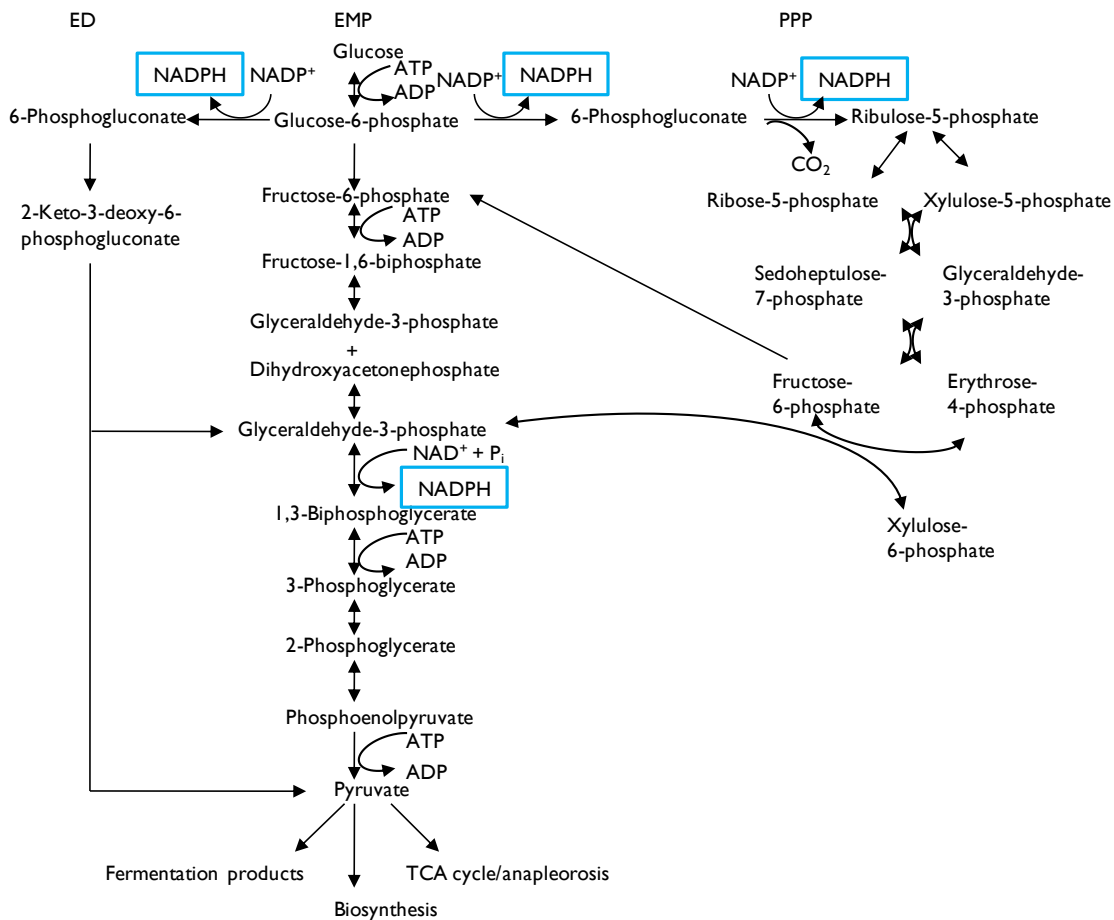 ED
EMP
PPP
Glucose
NADPH
NADP+
ATP
ADP
NADP+
NADPH
NADP+
NADPH
6-Phosphogluconate
Glucose-6-phosphate
6-Phosphogluconate
Ribulose-5-phosphate
CO2
2-Keto-3-deoxy-6-
phosphogluconate
Fructose-6-phosphate
ATP
ADP
Ribose-5-phosphate
Xylulose-5-phosphate
Fructose-1,6-biphosphate
Sedoheptulose-
7-phosphate
Glyceraldehyde-
3-phosphate
Glyceraldehyde-3-phosphate
+
Dihydroxyacetonephosphate
Fructose-
6-phosphate
Erythrose-
4-phosphate
Glyceraldehyde-3-phosphate
NAD+ + Pi
NADPH
1,3-Biphosphoglycerate
Xylulose-
6-phosphate
ATP
ADP
3-Phosphoglycerate
2-Phosphoglycerate
Phosphoenolpyruvate
ATP
ADP
Pyruvate
Fermentation products
TCA cycle/anapleorosis
Biosynthesis